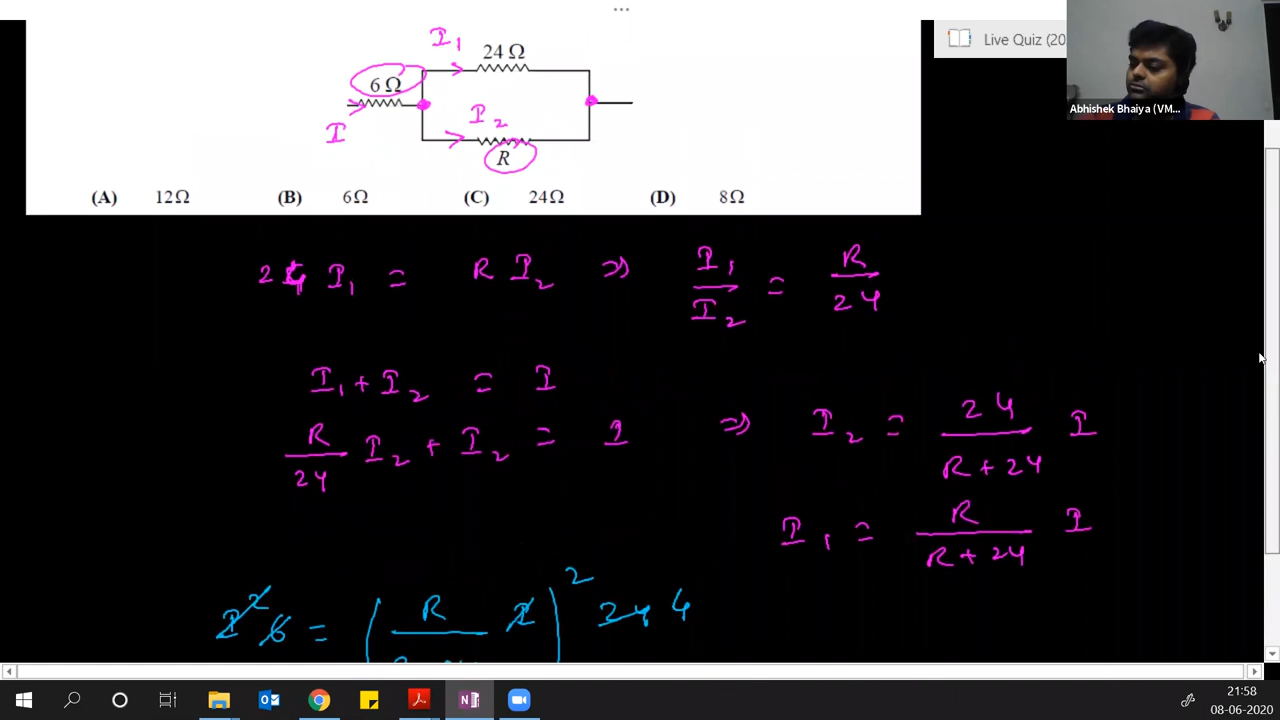 ...
I₁
24 Ω
Live Quiz (20
6 Ω
I₂
I
R
Abhishek Bhaiya (VM...
(A) 12Ω (B) 6Ω (C) 24Ω (D) 8Ω
24 I₁ = R I₂ ⇒ I₁/I₂ = R/24
I₁ + I₂ = I
R/24 I₂ + I₂ = I ⇒ I₂ = 24/(R + 24) I
I₁ = R/(R + 24) I
I² 6 = (R/ I)² 24 4
21:58
08-06-2020